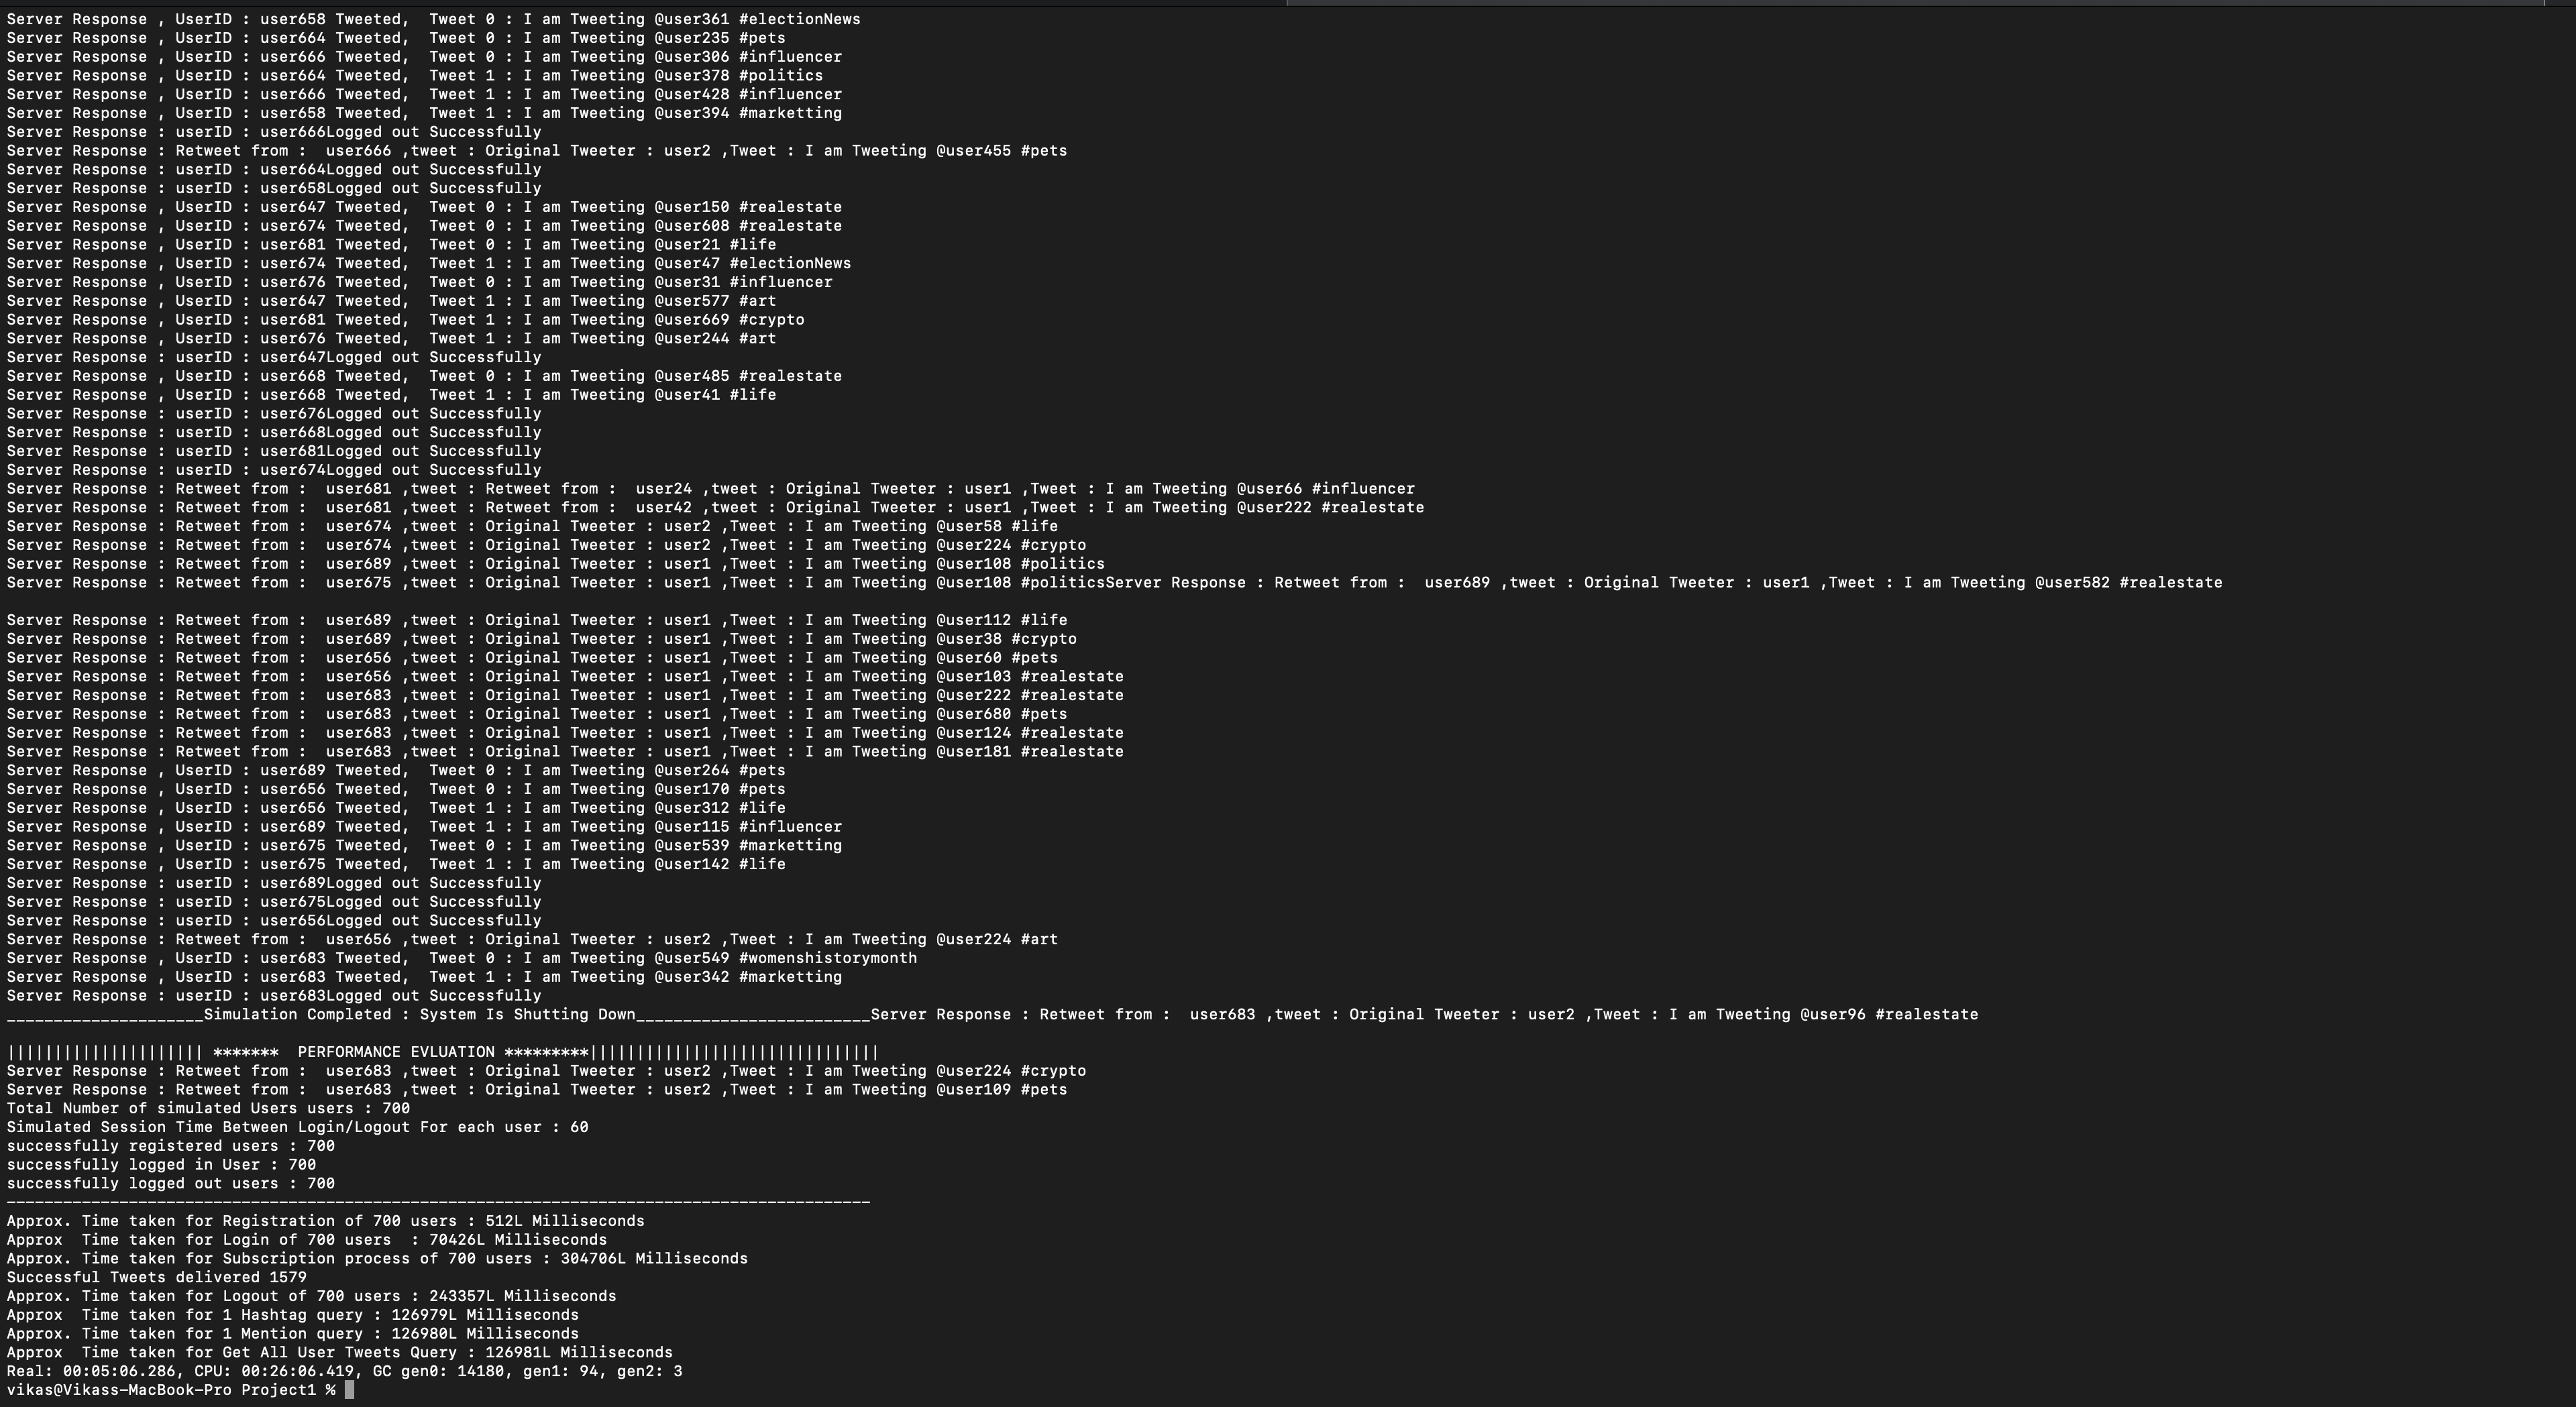 Server Response , UserID : user658 Tweeted,  Tweet 0 : I am Tweeting @user361 #electionNews
Server Response , UserID : user664 Tweeted,  Tweet 0 : I am Tweeting @user235 #pets
Server Response , UserID : user666 Tweeted,  Tweet 0 : I am Tweeting @user306 #influencer
Server Response , UserID : user664 Tweeted,  Tweet 1 : I am Tweeting @user378 #politics
Server Response , UserID : user666 Tweeted,  Tweet 1 : I am Tweeting @user428 #influencer
Server Response , UserID : user658 Tweeted,  Tweet 1 : I am Tweeting @user394 #marketting
Server Response : userID : user666Logged out Successfully
Server Response : Retweet from :  user666 ,tweet : Original Tweeter : user2 ,Tweet : I am Tweeting @user455 #pets
Server Response : userID : user664Logged out Successfully
Server Response : userID : user658Logged out Successfully
Server Response , UserID : user647 Tweeted,  Tweet 0 : I am Tweeting @user150 #realestate
Server Response , UserID : user674 Tweeted,  Tweet 0 : I am Tweeting @user608 #realestate
Server Response , UserID : user681 Tweeted,  Tweet 0 : I am Tweeting @user21 #life
Server Response , UserID : user674 Tweeted,  Tweet 1 : I am Tweeting @user47 #electionNews
Server Response , UserID : user676 Tweeted,  Tweet 0 : I am Tweeting @user31 #influencer
Server Response , UserID : user647 Tweeted,  Tweet 1 : I am Tweeting @user577 #art
Server Response , UserID : user681 Tweeted,  Tweet 1 : I am Tweeting @user669 #crypto
Server Response , UserID : user676 Tweeted,  Tweet 1 : I am Tweeting @user244 #art
Server Response : userID : user647Logged out Successfully
Server Response , UserID : user668 Tweeted,  Tweet 0 : I am Tweeting @user485 #realestate
Server Response , UserID : user668 Tweeted,  Tweet 1 : I am Tweeting @user41 #life
Server Response : userID : user676Logged out Successfully
Server Response : userID : user668Logged out Successfully
Server Response : userID : user681Logged out Successfully
Server Response : userID : user674Logged out Successfully
Server Response : Retweet from :  user681 ,tweet : Retweet from :  user24 ,tweet : Original Tweeter : user1 ,Tweet : I am Tweeting @user66 #influencer
Server Response : Retweet from :  user681 ,tweet : Retweet from :  user42 ,tweet : Original Tweeter : user1 ,Tweet : I am Tweeting @user222 #realestate
Server Response : Retweet from :  user674 ,tweet : Original Tweeter : user2 ,Tweet : I am Tweeting @user58 #life
Server Response : Retweet from :  user674 ,tweet : Original Tweeter : user2 ,Tweet : I am Tweeting @user224 #crypto
Server Response : Retweet from :  user689 ,tweet : Original Tweeter : user1 ,Tweet : I am Tweeting @user108 #politics
Server Response : Retweet from :  user675 ,tweet : Original Tweeter : user1 ,Tweet : I am Tweeting @user108 #politicsServer Response : Retweet from :  user689 ,tweet : Original Tweeter : user1 ,Tweet : I am Tweeting @user582 #realestate
Server Response : Retweet from :  user689 ,tweet : Original Tweeter : user1 ,Tweet : I am Tweeting @user112 #life
Server Response : Retweet from :  user689 ,tweet : Original Tweeter : user1 ,Tweet : I am Tweeting @user38 #crypto
Server Response : Retweet from :  user656 ,tweet : Original Tweeter : user1 ,Tweet : I am Tweeting @user60 #pets
Server Response : Retweet from :  user656 ,tweet : Original Tweeter : user1 ,Tweet : I am Tweeting @user103 #realestate
Server Response : Retweet from :  user683 ,tweet : Original Tweeter : user1 ,Tweet : I am Tweeting @user222 #realestate
Server Response : Retweet from :  user683 ,tweet : Original Tweeter : user1 ,Tweet : I am Tweeting @user680 #pets
Server Response : Retweet from :  user683 ,tweet : Original Tweeter : user1 ,Tweet : I am Tweeting @user124 #realestate
Server Response : Retweet from :  user683 ,tweet : Original Tweeter : user1 ,Tweet : I am Tweeting @user181 #realestate
Server Response , UserID : user689 Tweeted,  Tweet 0 : I am Tweeting @user264 #pets
Server Response , UserID : user656 Tweeted,  Tweet 0 : I am Tweeting @user170 #pets
Server Response , UserID : user656 Tweeted,  Tweet 1 : I am Tweeting @user312 #life
Server Response , UserID : user689 Tweeted,  Tweet 1 : I am Tweeting @user115 #influencer
Server Response , UserID : user675 Tweeted,  Tweet 0 : I am Tweeting @user539 #marketting
Server Response , UserID : user675 Tweeted,  Tweet 1 : I am Tweeting @user142 #life
Server Response : userID : user689Logged out Successfully
Server Response : userID : user675Logged out Successfully
Server Response : userID : user656Logged out Successfully
Server Response : Retweet from :  user656 ,tweet : Original Tweeter : user2 ,Tweet : I am Tweeting @user224 #art
Server Response , UserID : user683 Tweeted,  Tweet 0 : I am Tweeting @user549 #womenshistorymonth
Server Response , UserID : user683 Tweeted,  Tweet 1 : I am Tweeting @user342 #marketting
Server Response : userID : user683Logged out Successfully
_____________________Simulation Completed : System Is Shutting Down_________________________Server Response : Retweet from :  user683 ,tweet : Original Tweeter : user2 ,Tweet : I am Tweeting @user96 #realestate
||||||||||||||||||||| *******  PERFORMANCE EVLUATION *********|||||||||||||||||||||||||||||||
Server Response : Retweet from :  user683 ,tweet : Original Tweeter : user2 ,Tweet : I am Tweeting @user224 #crypto
Server Response : Retweet from :  user683 ,tweet : Original Tweeter : user2 ,Tweet : I am Tweeting @user109 #pets
Total Number of simulated Users users : 700
Simulated Session Time Between Login/Logout For each user : 60
successfully registered users : 700
successfully logged in User : 700
successfully logged out users : 700
____________________________________________________________________________________________
Approx. Time taken for Registration of 700 users : 512L Milliseconds
Approx  Time taken for Login of 700 users  : 70426L Milliseconds
Approx. Time taken for Subscription process of 700 users : 304706L Milliseconds
Successful Tweets delivered 1579
Approx. Time taken for Logout of 700 users : 243357L Milliseconds
Approx  Time taken for 1 Hashtag query : 126979L Milliseconds
Approx. Time taken for 1 Mention query : 126980L Milliseconds
Approx  Time taken for Get All User Tweets Query : 126981L Milliseconds
Real: 00:05:06.286, CPU: 00:26:06.419, GC gen0: 14180, gen1: 94, gen2: 3
vikas@Vikass-MacBook-Pro Project1 %